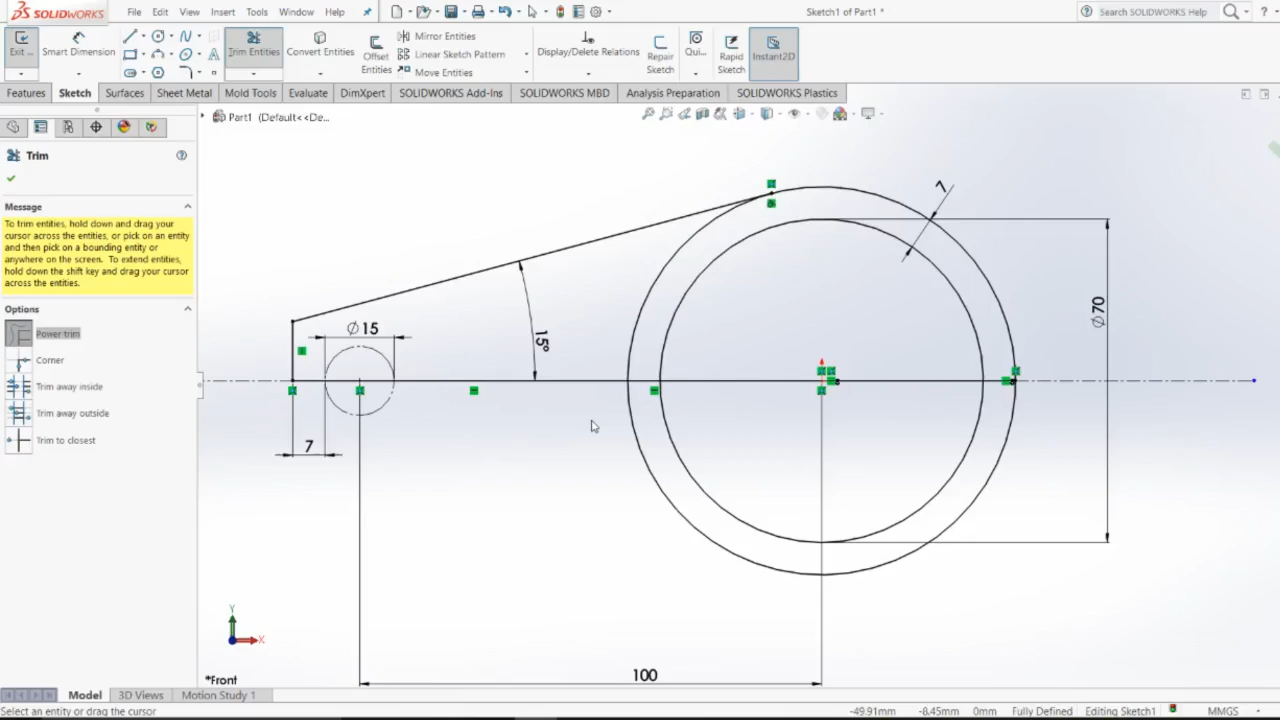 SOLIDWORKS File Edit View Insert Tools Window Help Sketch1 of Part1 * Search SOLIDWORKS Help ?
Exit ... Smart Dimension Trim Entities Convert Entities Offset Entities Mirror Entities Linear Sketch Pattern Move Entities Display/Delete Relations Repair Sketch Qui... Rapid Sketch Instant2D
Features Sketch Surfaces Sheet Metal Mold Tools Evaluate DimXpert SOLIDWORKS Add-Ins SOLIDWORKS MBD Analysis Preparation SOLIDWORKS Plastics
Part1 (Default<<De...
Trim
Message
To trim entities, hold down and drag your
cursor across the entities, or pick on an entity
and then pick on a bounding entity or
anywhere on the screen. To extend entities,
hold down the shift key and drag your cursor
across the entities.
Options
Power trim
Corner
Trim away inside
Trim away outside
Trim to closest
7
∅15
15°
∅70
7
100
Y
X
*Front
Model 3D Views Motion Study 1
Select an entity or drag the cursor -49.91mm -8.45mm 0mm Fully Defined Editing Sketch1 MMGS